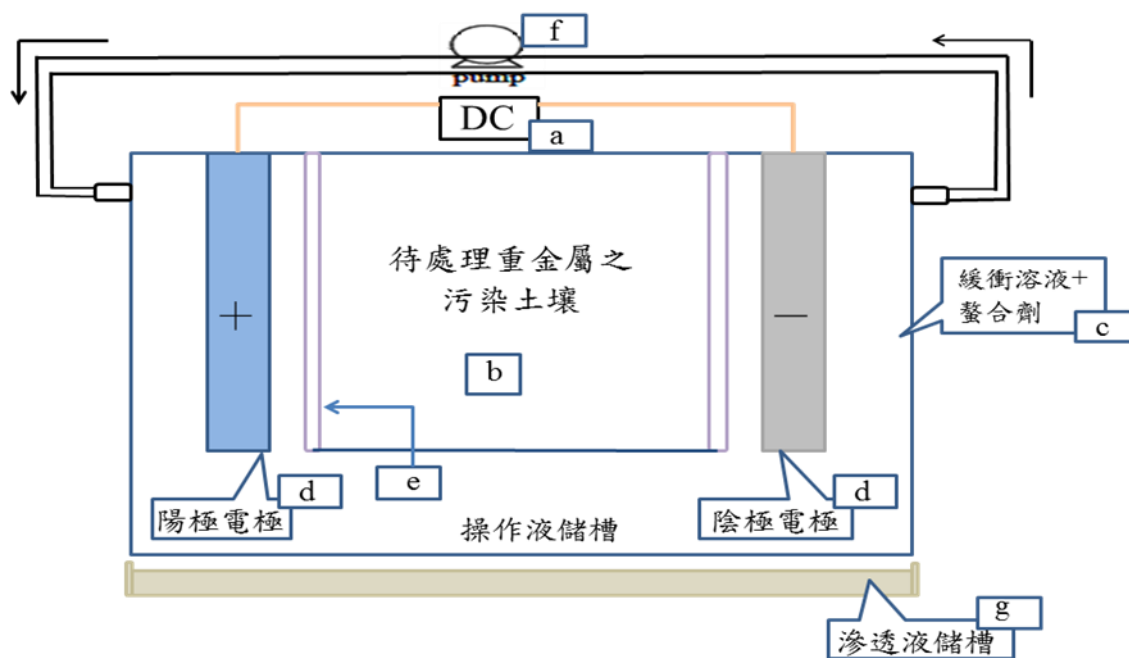 f
pump
DC
a
待處理重金屬之
污染土壤
+
—
緩衝溶液+
螯合劑
c
b
e
d
陽極電極
d
陰極電極
操作液儲槽
g
滲透液儲槽